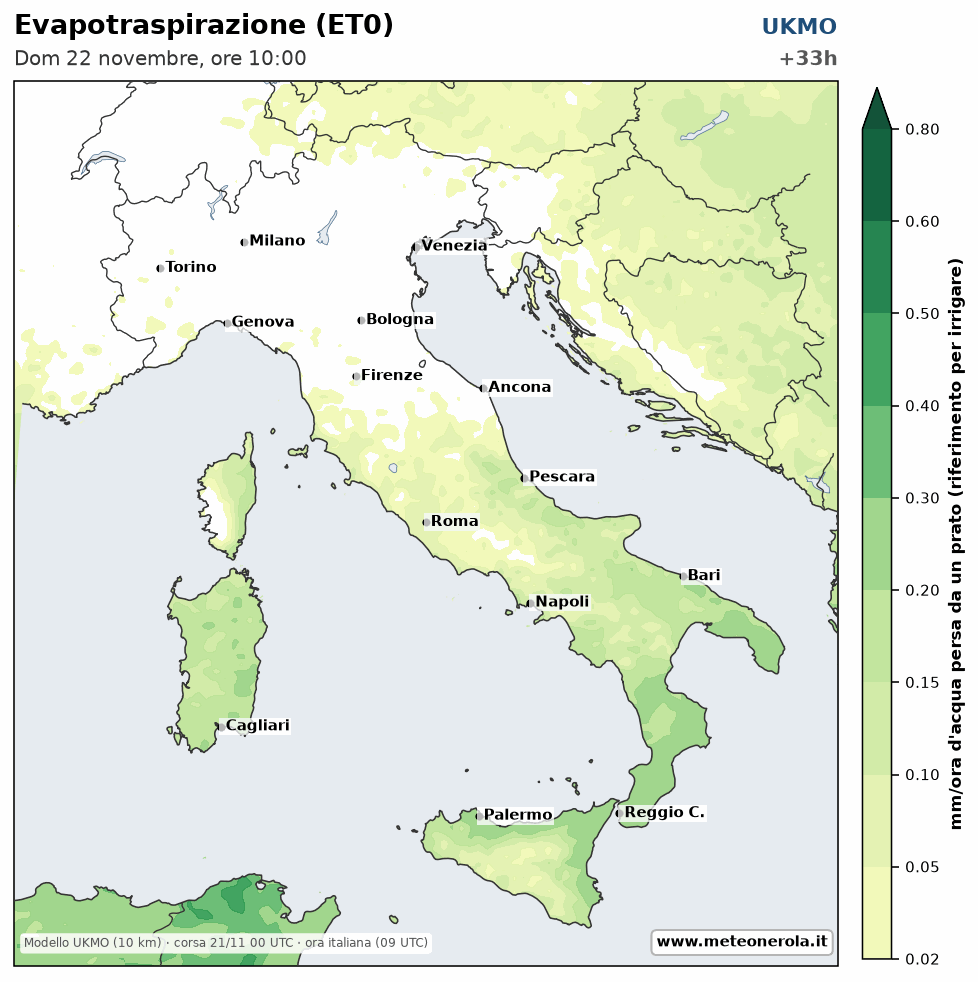 Evapotraspirazione (ET0)
UKMO
Dom 22 novembre, ore 10:00
+33h
0.80
0.60
0.50
0.40
0.30
0.20
0.15
0.10
0.05
0.02
mm/ora d'acqua persa da un prato (riferimento per irrigare)
Milano
Venezia
Torino
Genova
Bologna
Firenze
Ancona
Pescara
Roma
Bari
Napoli
Cagliari
Palermo
Reggio C.
Modello UKMO (10 km) · corsa 21/11 00 UTC · ora italiana (09 UTC)
www.meteonerola.it